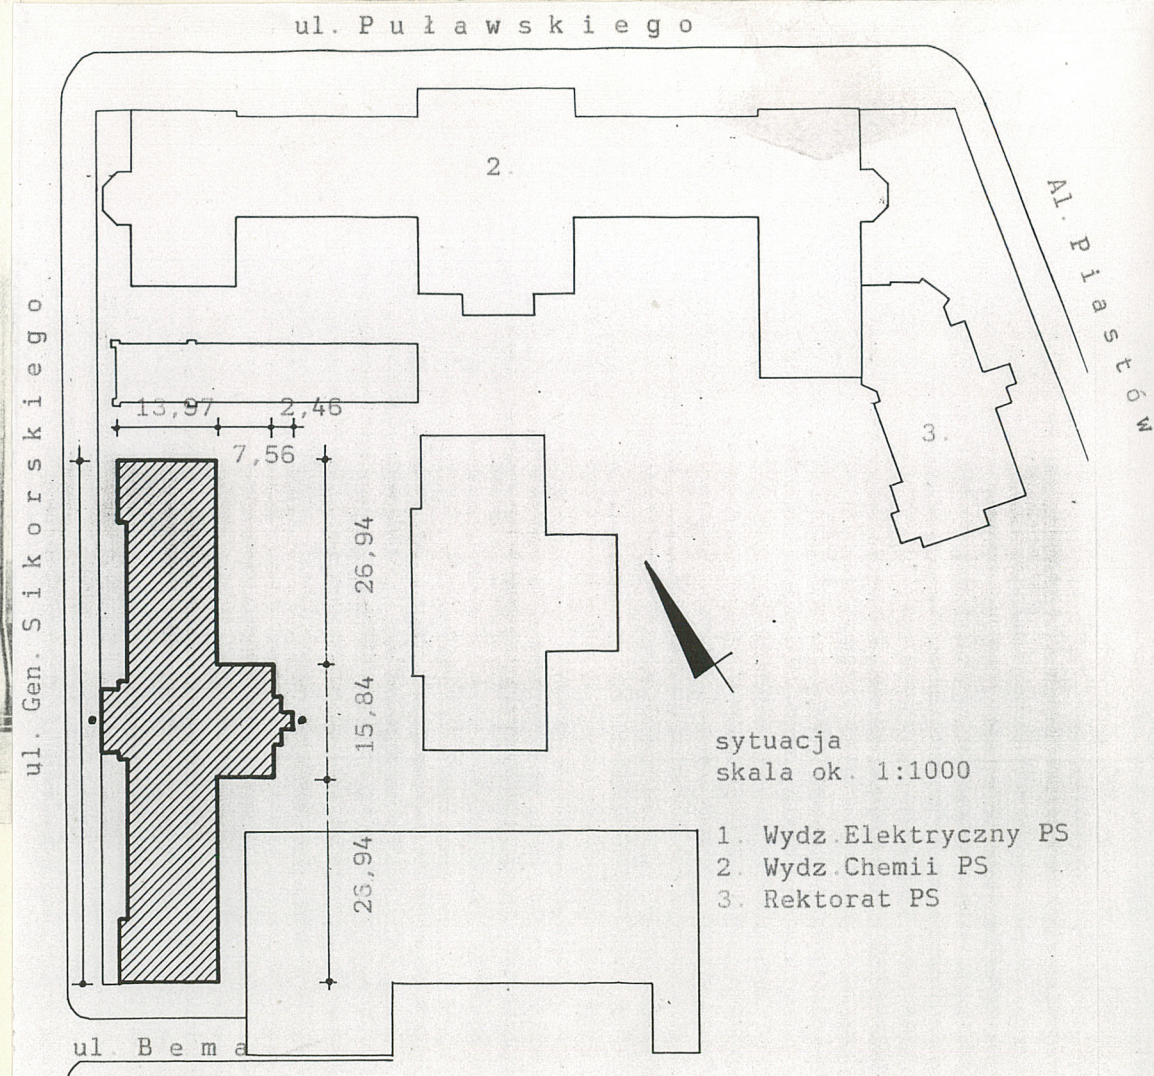 ul. Puławskiego
Al. Piastów
2.
ul. Gen. Sikorskiego
13,97
2,46
7,56
3.
26,94
15,84
26,94
sytuacja
skala ok. 1:1000
1. Wydz.Elektryczny PS
2. Wydz.Chemii PS
3. Rektorat PS
ul. Bema